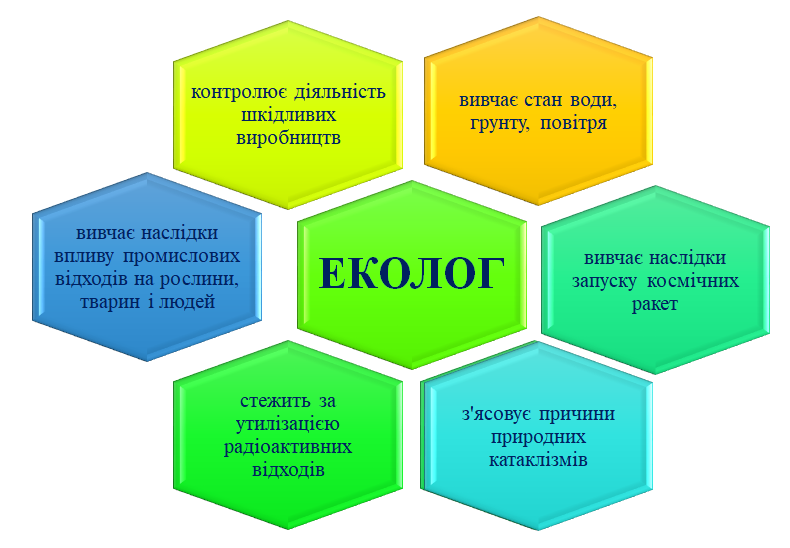 контролює діяльність
шкідливих
виробництв
вивчає стан води,
грунту, повітря
вивчає наслідки
впливу промислових
відходів на рослини,
тварин і людей
ЕКОЛОГ
вивчає наслідки
запуску космічних
ракет
стежить за
утилізацією
радіоактивних
відходів
з'ясовує причини
природних
катаклізмів